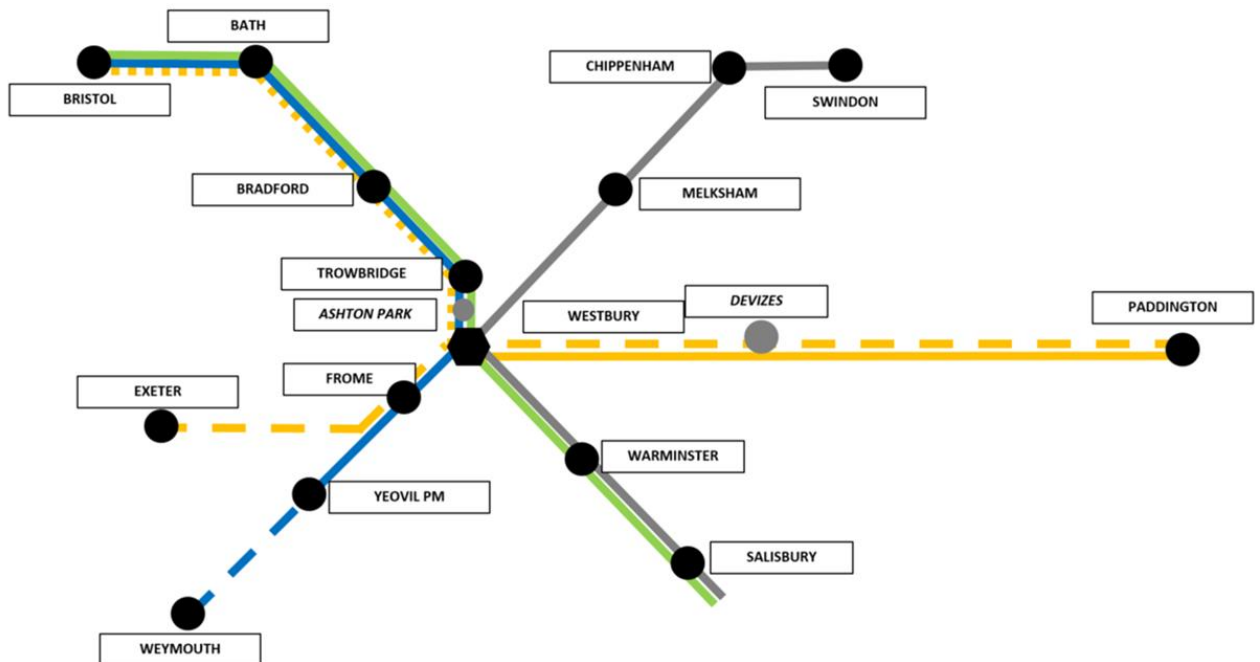 BATH
BRISTOL
CHIPPENHAM
SWINDON
BRADFORD
MELKSHAM
TROWBRIDGE
ASHTON PARK
WESTBURY
DEVIZES
PADDINGTON
FROME
EXETER
WARMINSTER
YEOVIL PM
SALISBURY
WEYMOUTH